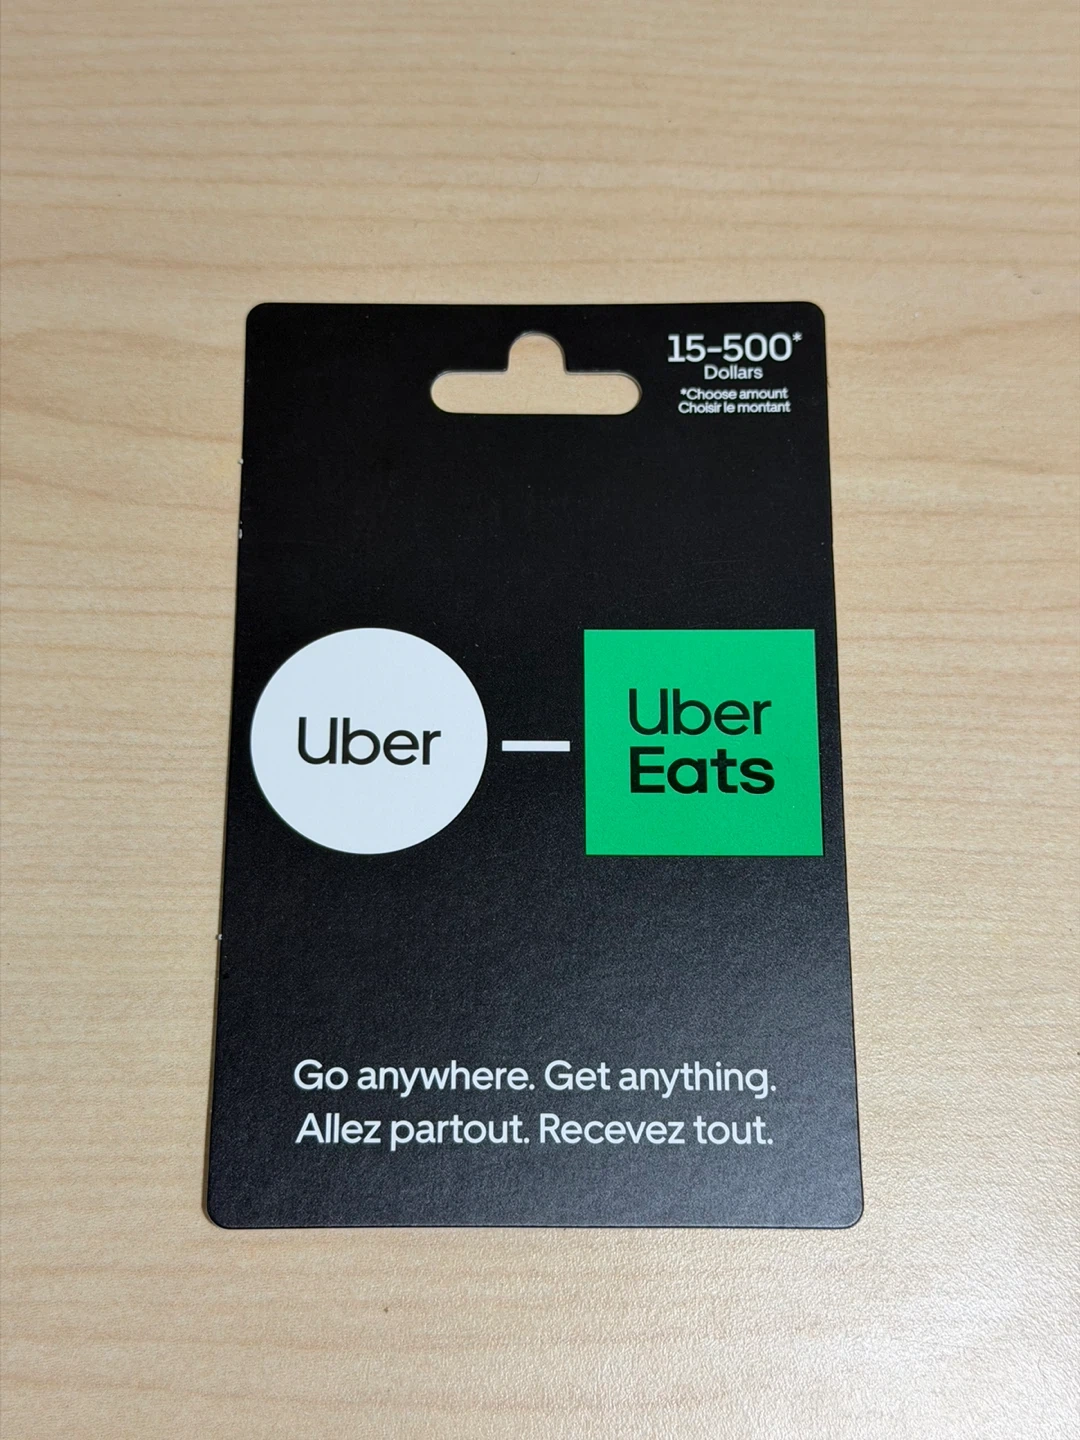 15-500*
Dollars
*Choose amount
Choisir le montant
Uber
Uber
Eats
Go anywhere. Get anything.
Allez partout. Recevez tout.